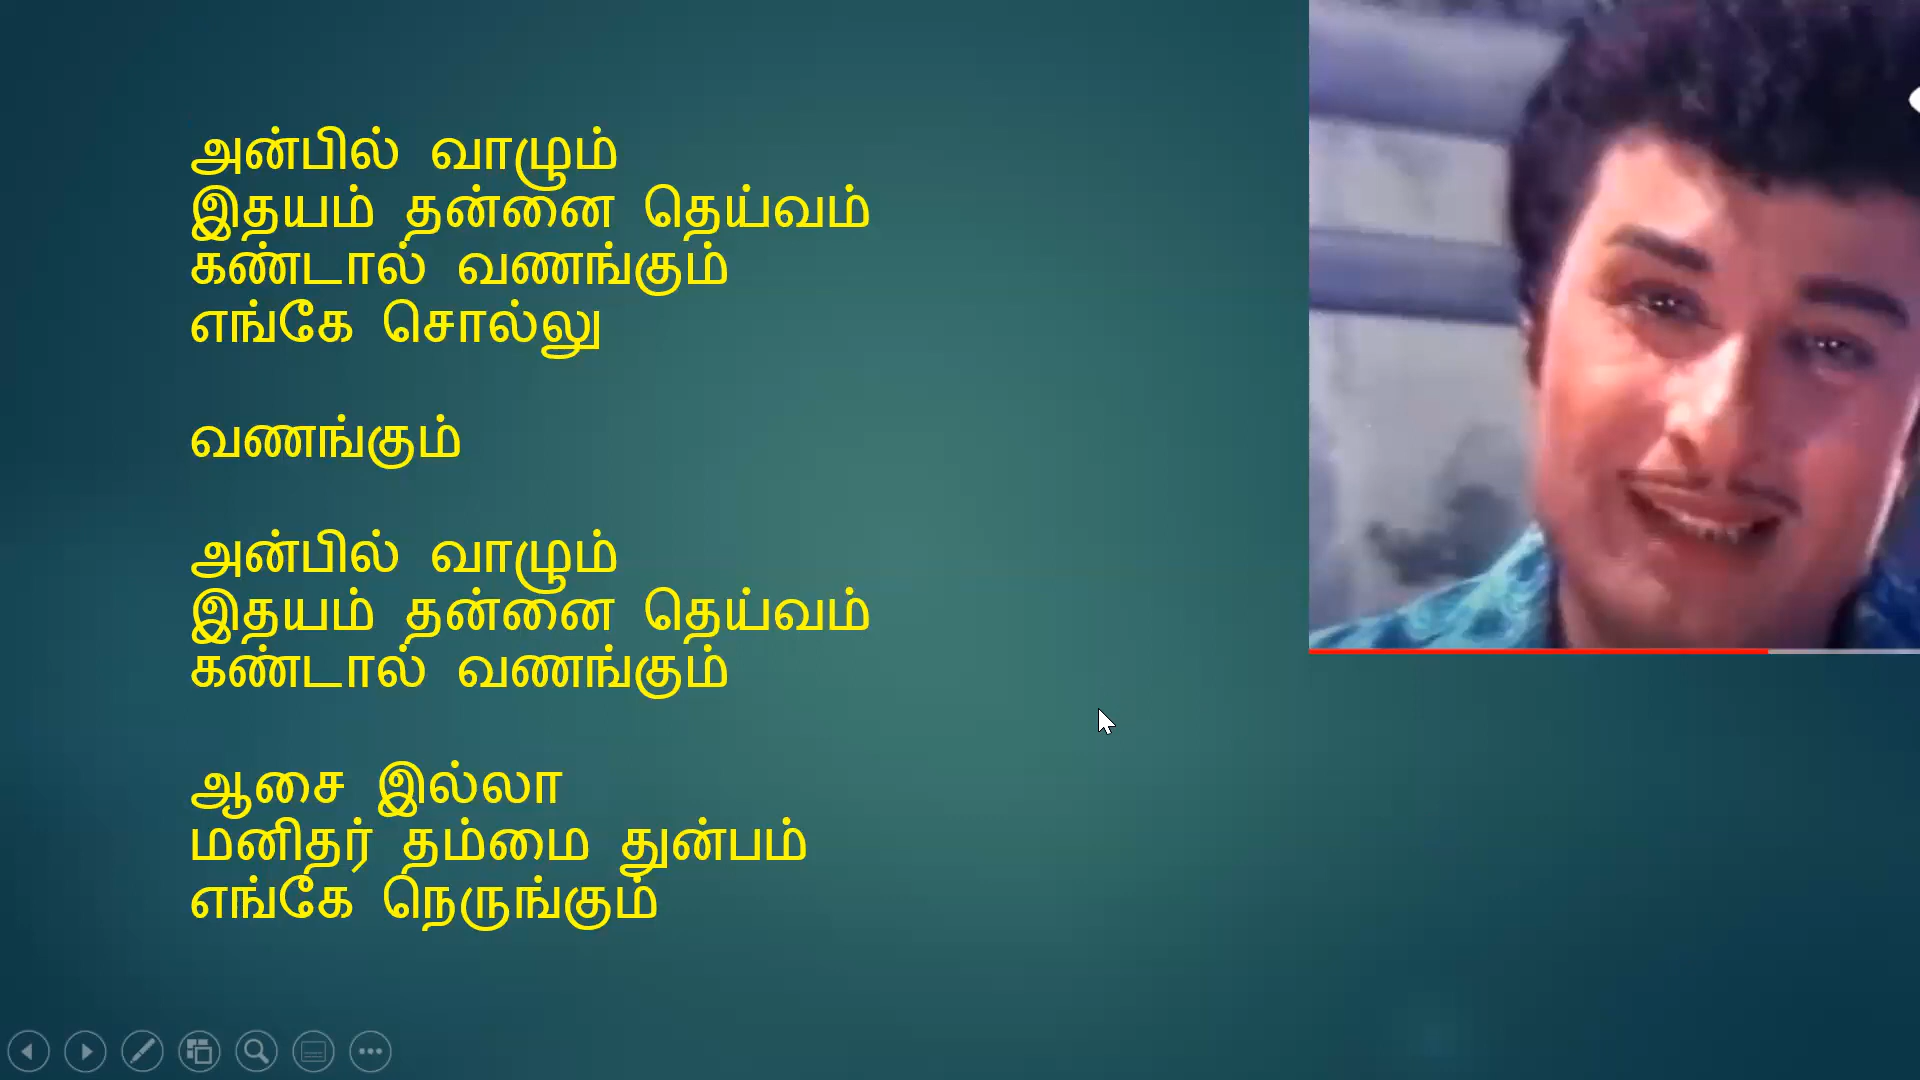 அன்பில் வாழும்
இதயம் தன்னை தெய்வம்
கண்டால் வணங்கும்
எங்கே சொல்லு
வணங்கும்
அன்பில் வாழும்
இதயம் தன்னை தெய்வம்
கண்டால் வணங்கும்
ஆசை இல்லா
மனிதர் தம்மை துன்பம்
எங்கே நெருங்கும்